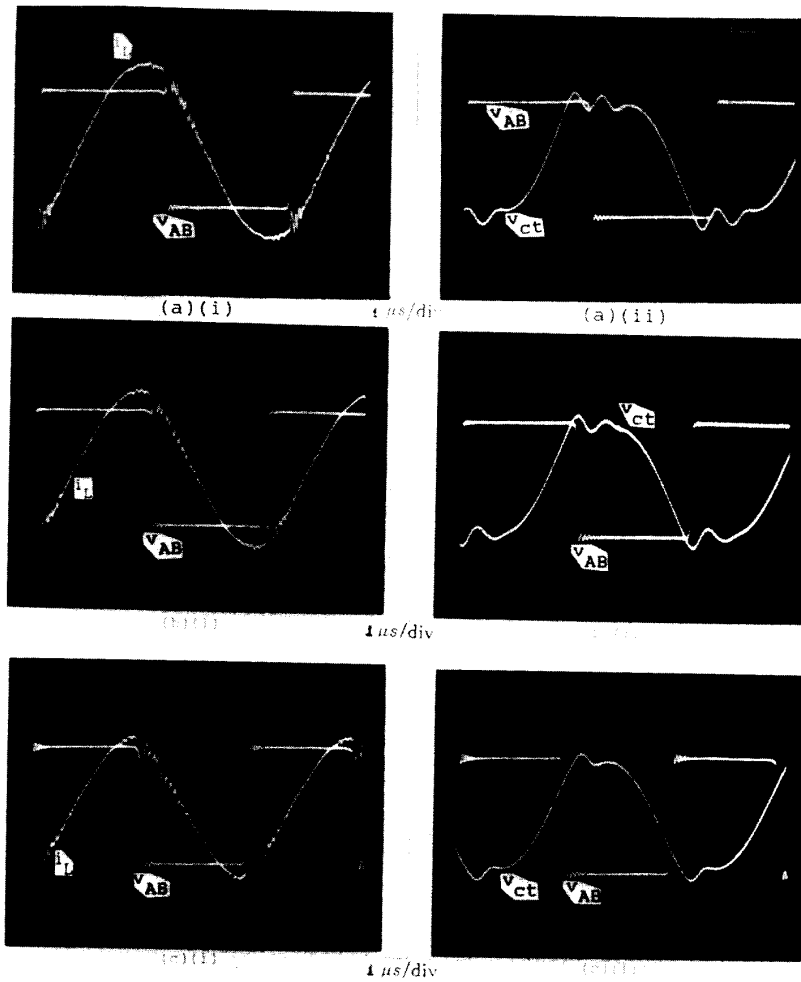 i_L
v_AB
v_AB
v_ct
(a)(i)
1 μs/div
(a)(ii)
i_L
v_AB
v_ct
v_AB
(b)(i)
1 μs/div
i_L
v_AB
v_ct
v_AB
(c)(i)
1 μs/div